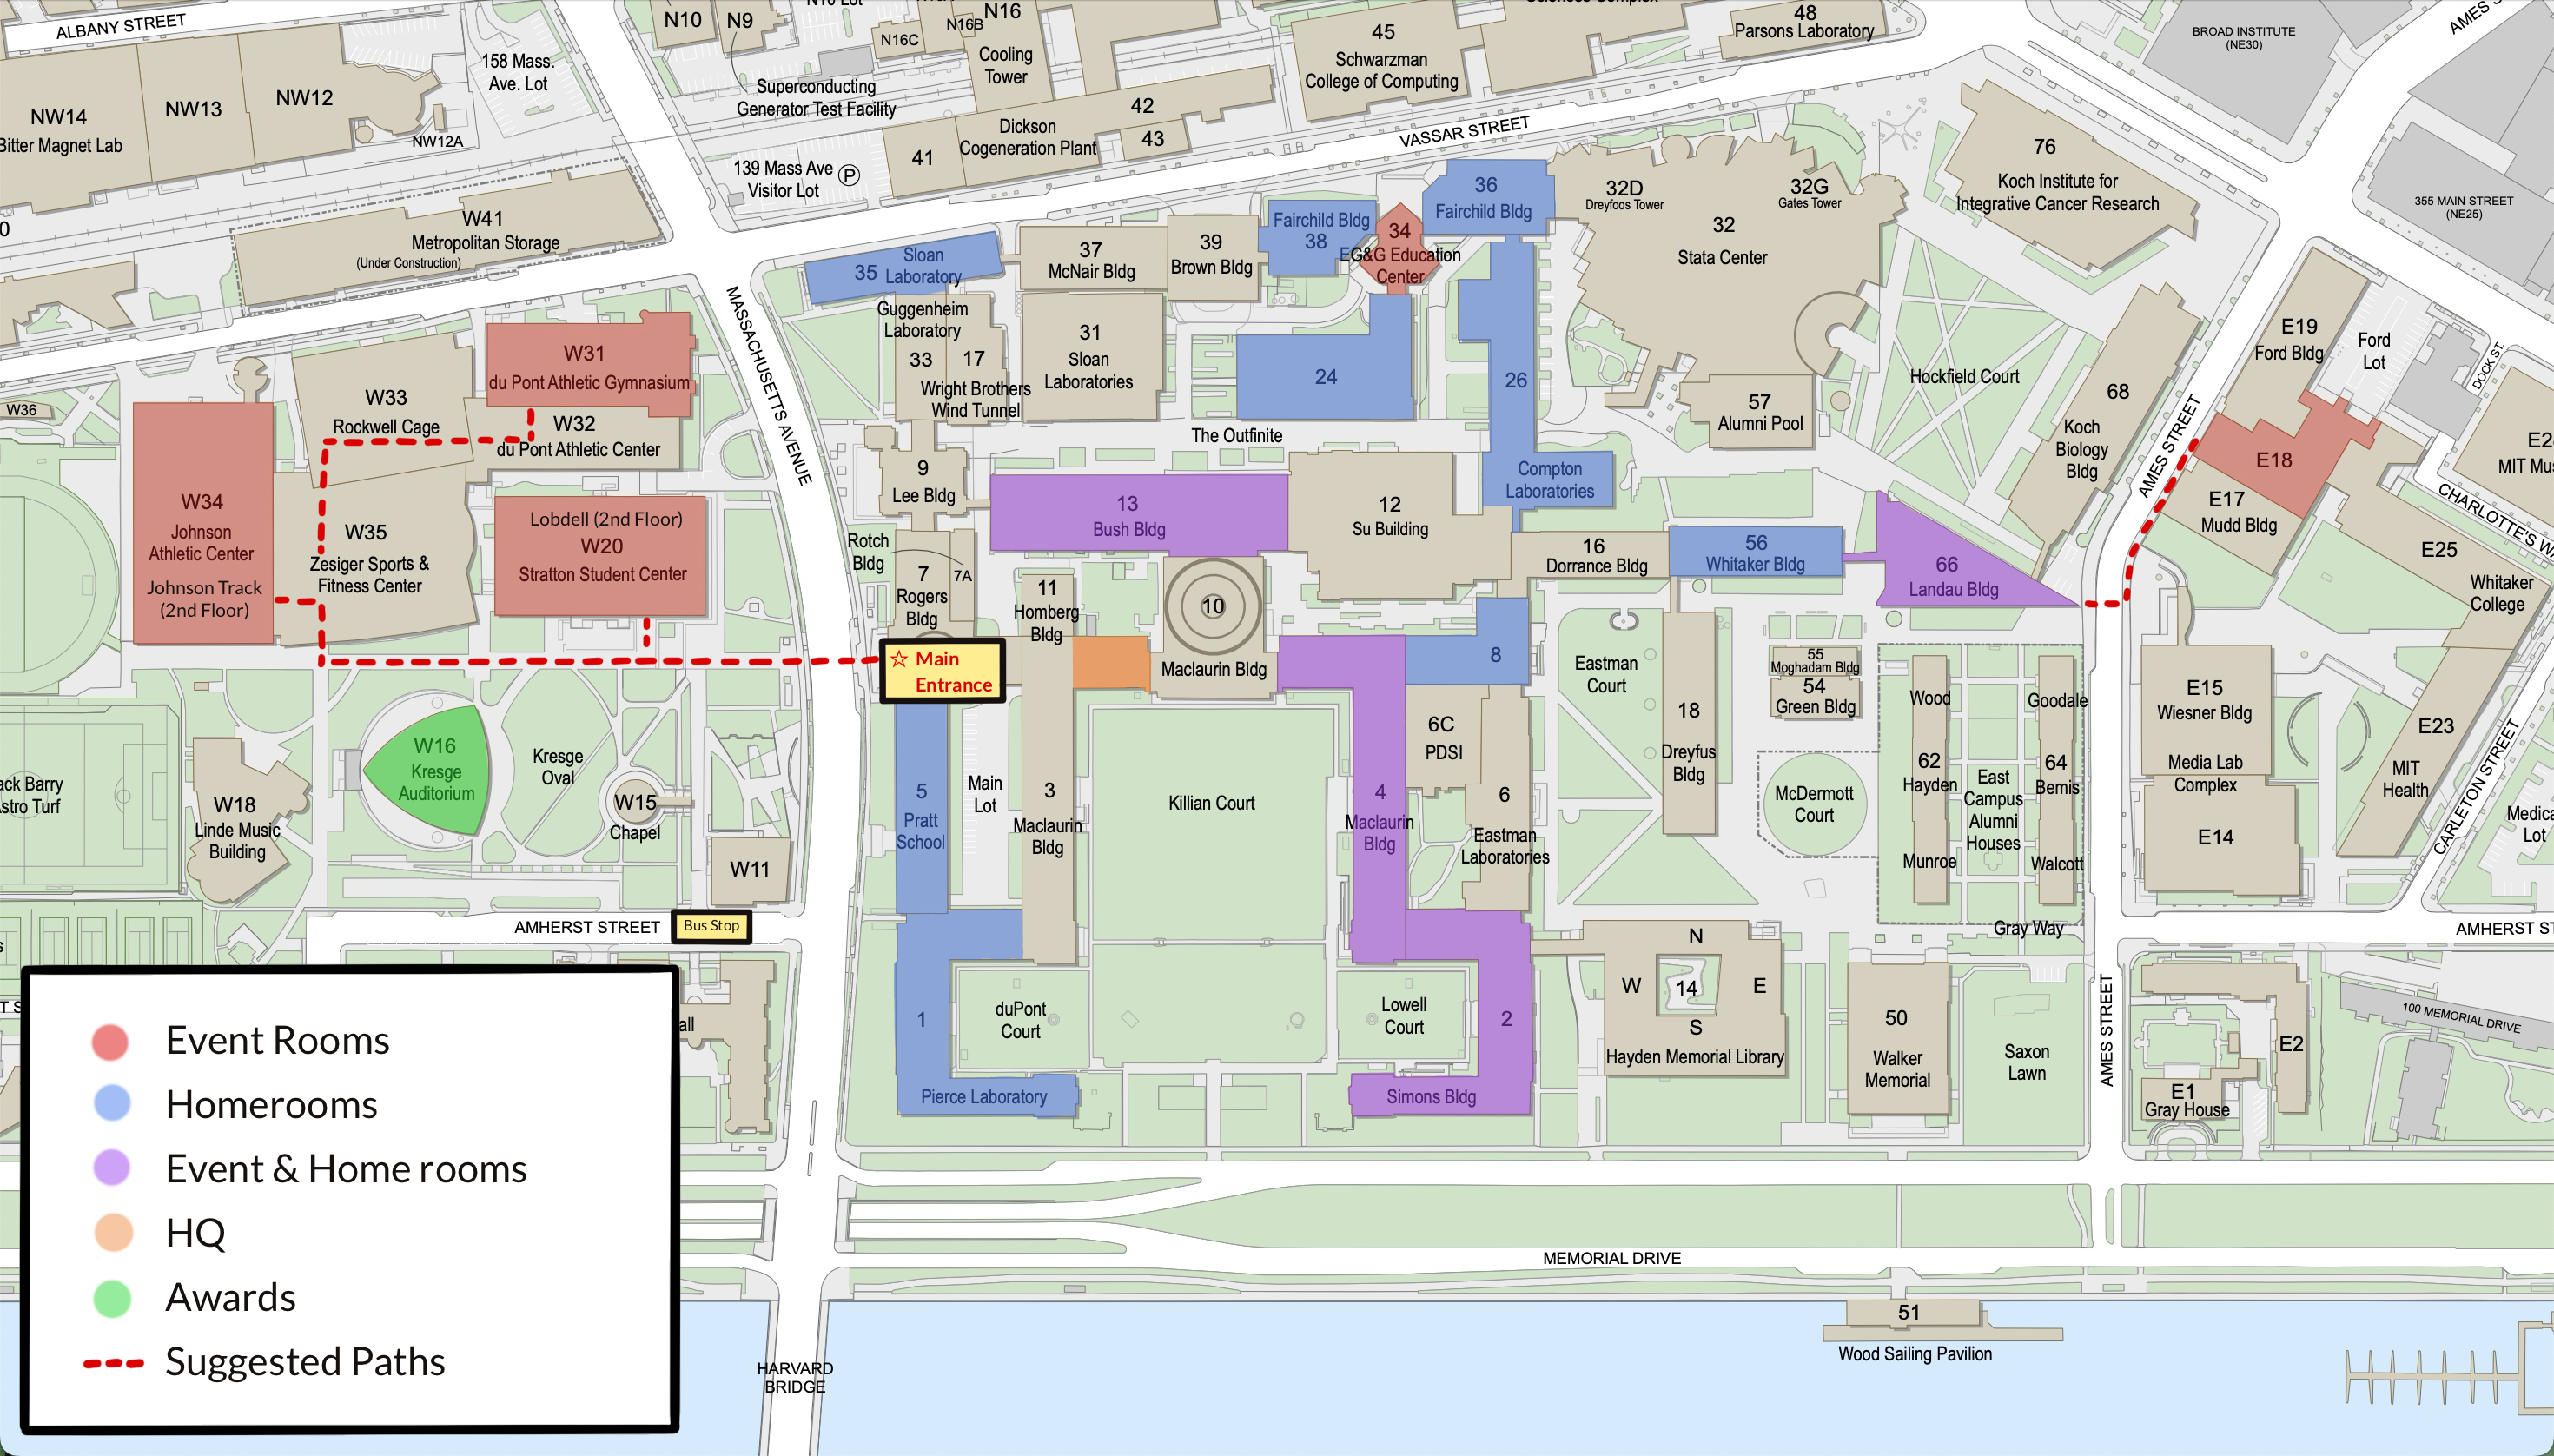 ALBANY STREET
NW14
Bitter Magnet Lab
NW13
NW12
NW12A
158 Mass.
Ave. Lot
N10
N9
N16C
N16B
N16
Cooling
Tower
Superconducting
Generator Test Facility
42
Dickson
Cogeneration Plant
43
41
139 Mass Ave
Visitor Lot
P
45
Schwarzman
College of Computing
48
Parsons Laboratory
BROAD INSTITUTE
(NE30)
355 MAIN STREET
(NE25)
VASSAR STREET
W41
Metropolitan Storage
(Under Construction)
76
Koch Institute for
Integrative Cancer Research
36
Fairchild Bldg
Fairchild Bldg
38
34
EG&G Education
Center
32D
Dreyfoos Tower
32G
Gates Tower
32
Stata Center
35
Sloan
Laboratory
37
McNair Bldg
39
Brown Bldg
Guggenheim
Laboratory
33
17
Wright Brothers
Wind Tunnel
31
Sloan
Laboratories
24
26
57
Alumni Pool
Hockfield Court
68
Koch
Biology
Bldg
AMES STREET
E19
Ford Bldg
Ford
Lot
DOCK ST.
E18
E17
Mudd Bldg
E25
Whitaker
College
MASSACHUSETTS AVENUE
W36
W31
du Pont Athletic Gymnasium
W33
Rockwell Cage
W32
du Pont Athletic Center
W34
Johnson
Athletic Center
Johnson Track
(2nd Floor)
W35
Zesiger Sports &
Fitness Center
Lobdell (2nd Floor)
W20
Stratton Student Center
The Outfinite
9
Lee Bldg
13
Bush Bldg
12
Su Building
Compton
Laboratories
16
Dorrance Bldg
56
Whitaker Bldg
66
Landau Bldg
Rotch
Bldg
7
Rogers
Bldg
7A
11
Homberg
Bldg
10
Maclaurin Bldg
☆ Main
Entrance
8
Eastman
Court
55
Moghadam Bldg
54
Green Bldg
18
Dreyfus
Bldg
McDermott
Court
Wood
62
Hayden
Munroe
East
Campus
Alumni
Houses
Goodale
64
Bemis
Walcott
Gray Way
E15
Wiesner Bldg
Media Lab
Complex
E14
E23
MIT
Health
CARLETON STREET
W16
Kresge
Auditorium
Kresge
Oval
W15
Chapel
W18
Linde Music
Building
W11
5
Pratt
School
Main
Lot
3
Maclaurin
Bldg
Killian Court
4
Maclaurin
Bldg
6C
PDSI
6
Eastman
Laboratories
AMHERST STREET
Bus Stop
1
duPont
Court
Pierce Laboratory
Lowell
Court
2
Simons Bldg
N
W
14
E
S
Hayden Memorial Library
50
Walker
Memorial
Saxon
Lawn
AMES STREET
E2
E1
Gray House
100 MEMORIAL DRIVE
MEMORIAL DRIVE
51
Wood Sailing Pavilion
HARVARD
BRIDGE
Event Rooms
Homerooms
Event & Home rooms
HQ
Awards
Suggested Paths